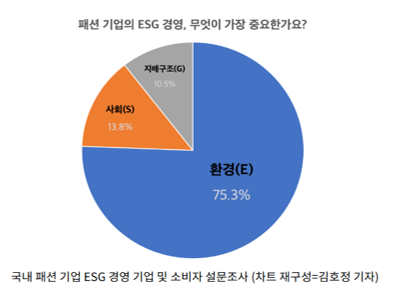 패션 기업의 ESG 경영, 무엇이 가장 중요한가요?
지배구조(G)
10.5%
사회(S)
13.8%
환경(E)
75.3%
국내 패션 기업 ESG 경영 기업 및 소비자 설문조사 (차트 재구성=김호정 기자)